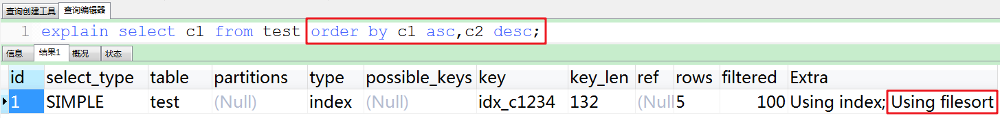 查询创建工具 查询编辑器
1 explain select c1 from test order by c1 asc,c2 desc;
信息 结果1 概况 状态
id select_type table partitions type possible_keys key key_len ref rows filtered Extra
1 SIMPLE test (Null) index (Null) idx_c1234 132 (Null 5 100 Using index; Using filesort